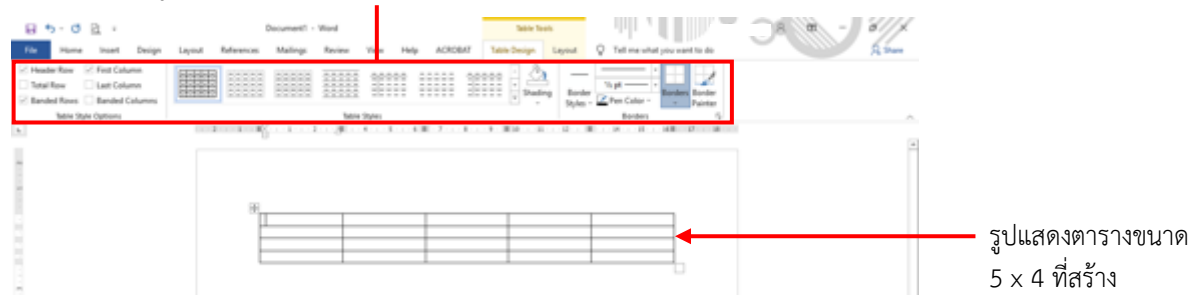 Document1 - Word
Table Tools
File Home Insert Design Layout References Mailings Review View Help ACROBAT Table Design Layout Tell me what you want to do Share
Header Row First Column
Total Row Last Column
Banded Rows Banded Columns
Shading
Border Styles
½ pt
Pen Color
Borders
Border Painter
Table Style Options
Table Styles
Borders
รูปแสดงตารางขนาด
5 x 4 ที่สร้าง